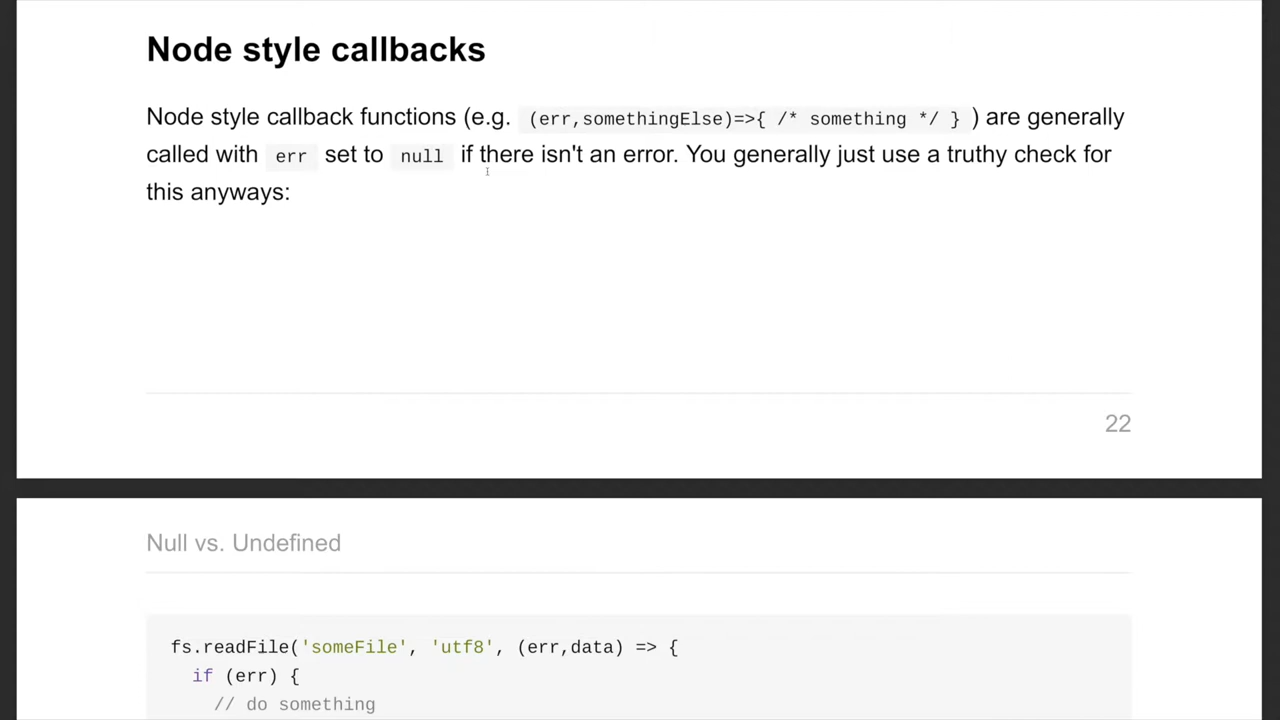 Node style callbacks
Node style callback functions (e.g. (err,somethingElse)=>{ /* something */ } ) are generally
called with err set to null if there isn't an error. You generally just use a truthy check for
this anyways:
22
Null vs. Undefined
fs.readFile('someFile', 'utf8', (err,data) => {
if (err) {
// do something